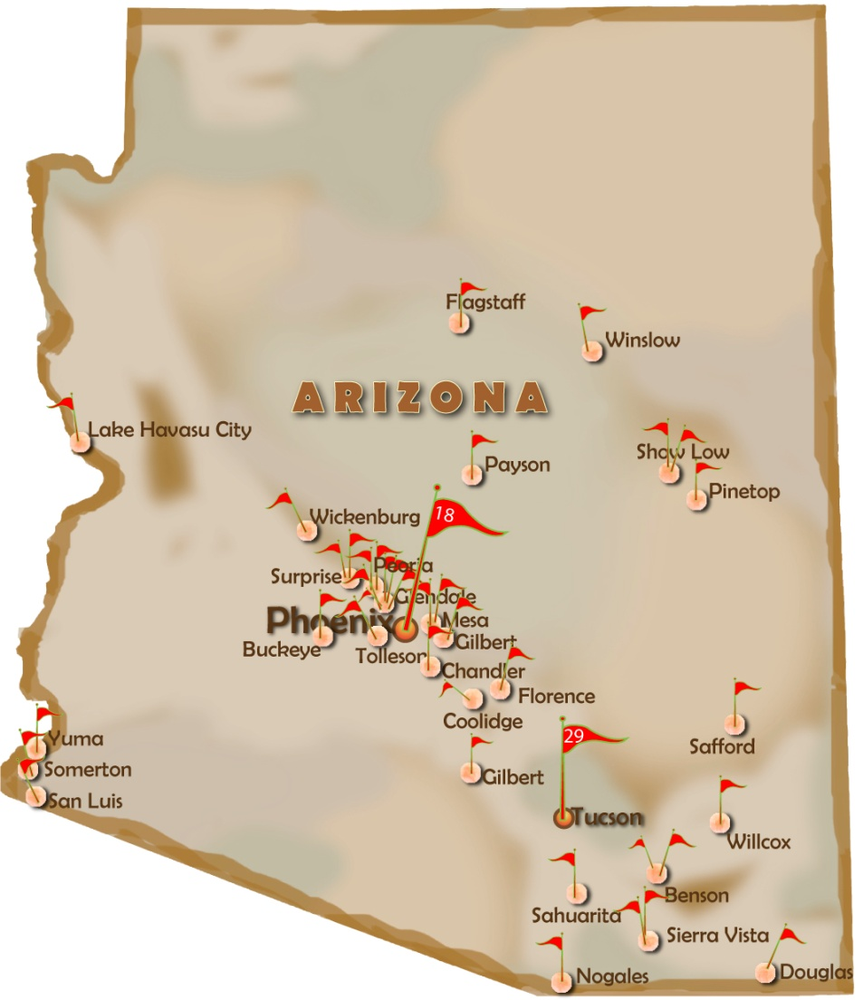 Flagstaff
Winslow
ARIZONA
Lake Havasu City
Show Low
Payson
Pinetop
18
Wickenburg
Peoria
Surprise
Glendale
Phoenix
Mesa
Gilbert
Buckeye
Tolleson
Chandler
Florence
Coolidge
29
Yuma
Safford
Somerton
Gilbert
San Luis
Tucson
Willcox
Benson
Sahuarita
Sierra Vista
Douglas
Nogales